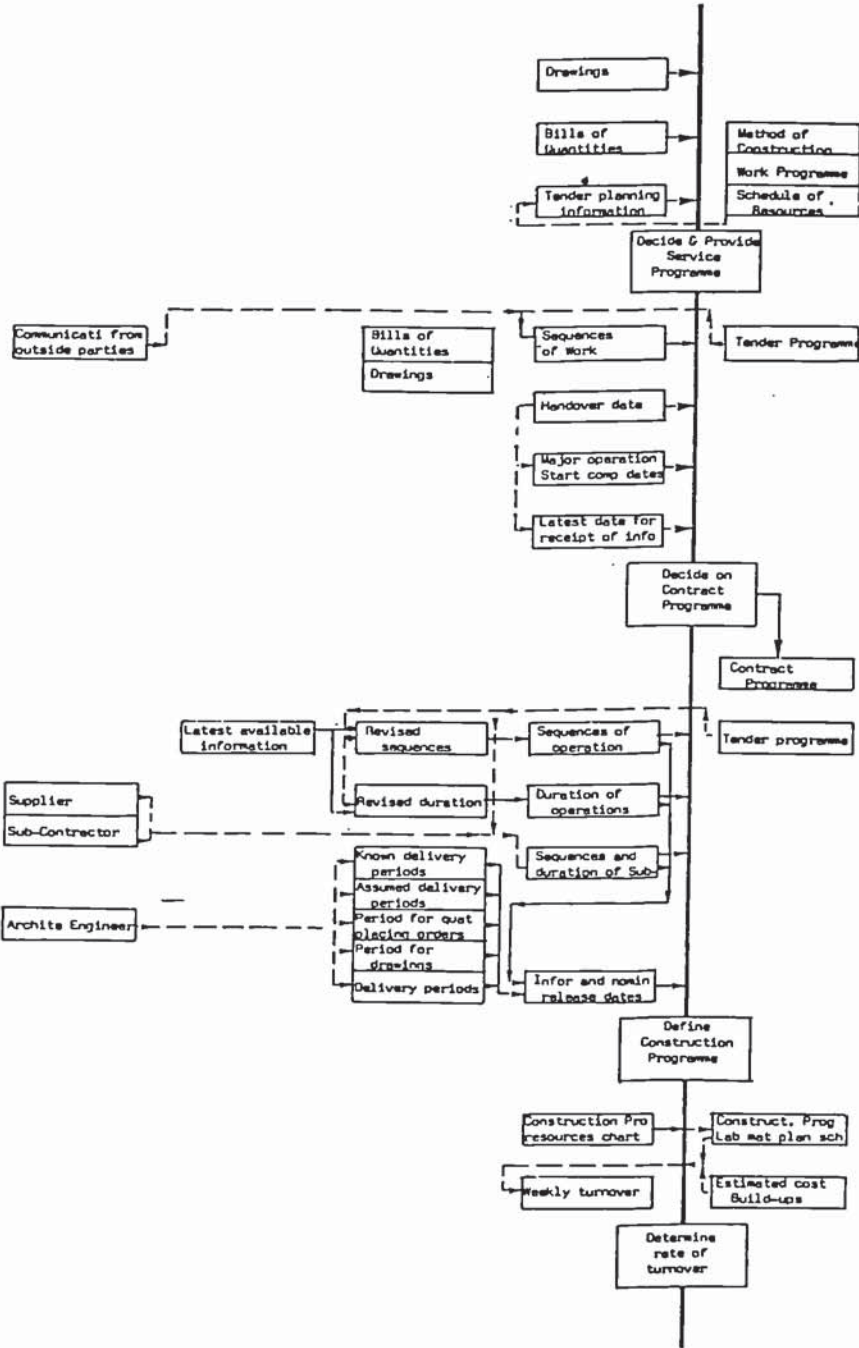 Drawings
Bills of
Quantities
Method of
Construction
Work Programme
Tender planning
information
Schedule of
Resources
Decide & Provide
Service
Programme
Communicati from
outside parties
Bills of
Quantities
Drawings
Sequences
of Work
Tender Programme
Handover date
Major operation
Start comp dates
Latest date for
receipt of info
Decide on
Contract
Programme
Contract
Programme
Latest available
information
Revised
sequences
Sequences of
operation
Tender programme
Supplier
Sub-Contractor
Revised duration
Duration of
operations
Known delivery
periods
Sequences and
duration of Sub-
Assumed delivery
periods
Archite Engineer
Period for quat
placing orders
Period for
drawings
Delivery periods
Infor and nomin
release dates
Define
Construction
Programme
Construction Pro
resources chart
Construct. Prog
Lab mat plan sch
Weekly turnover
Estimated cost
Build-ups
Determine
rate of
turnover